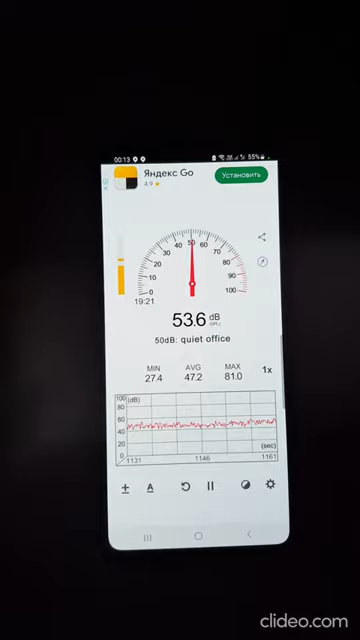 00:13
55%
Яндекс Go
4.9 ★
Установить
0 10 20 30 40 50 60 70 80 90 100
19:21
53.6 dB
(SPL)
50dB: quiet office
MIN AVG MAX 1x
27.4 47.2 81.0
100 (dB)
80
60
40
20
0
(sec)
1131 1146 1161
+ A
clideo.com